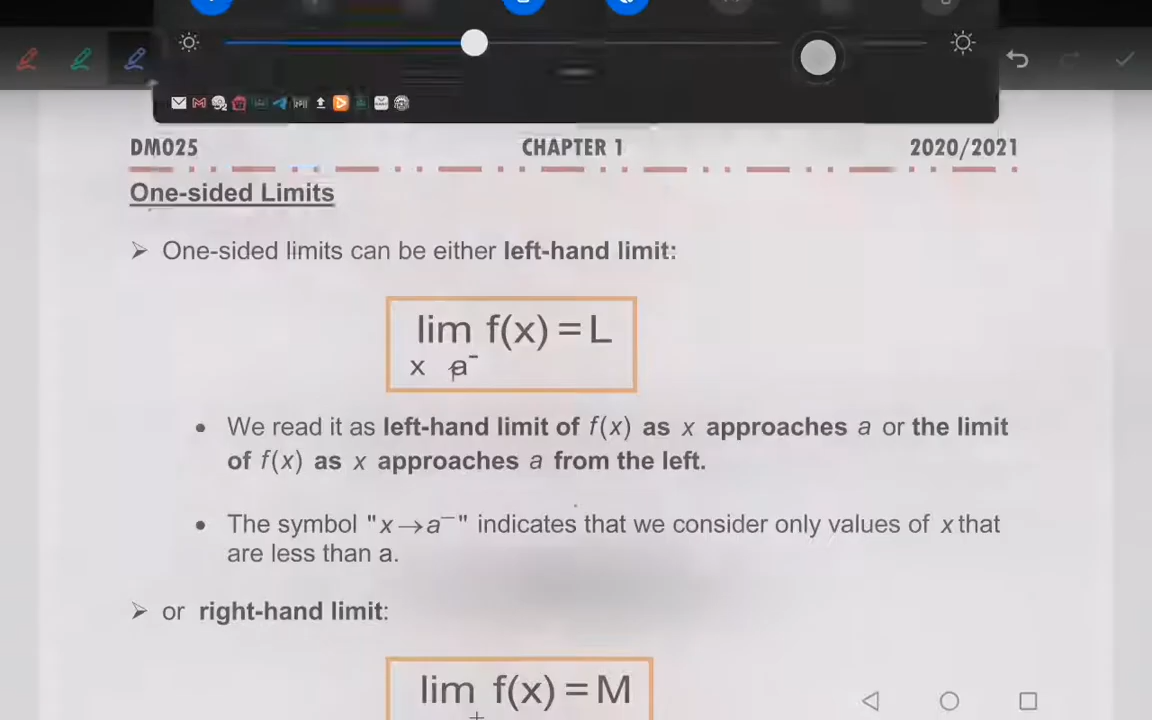 DM025 CHAPTER 1 2020/2021
One-sided Limits
➢ One-sided limits can be either left-hand limit:
lim f(x) = L
x a⁻
• We read it as left-hand limit of f(x) as x approaches a or the limit
of f(x) as x approaches a from the left.
• The symbol "x→a⁻" indicates that we consider only values of x that
are less than a.
➢ or right-hand limit:
lim f(x) = M
+